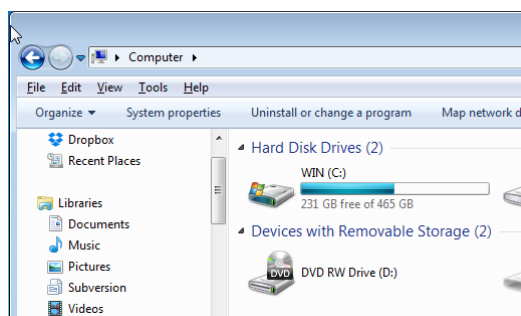 Computer
File Edit View Tools Help
Organize System properties Uninstall or change a program Map network d
Dropbox
Recent Places
Libraries
Documents
Music
Pictures
Subversion
Videos
Hard Disk Drives (2)
WIN (C:)
231 GB free of 465 GB
Devices with Removable Storage (2)
DVD
DVD RW Drive (D:)